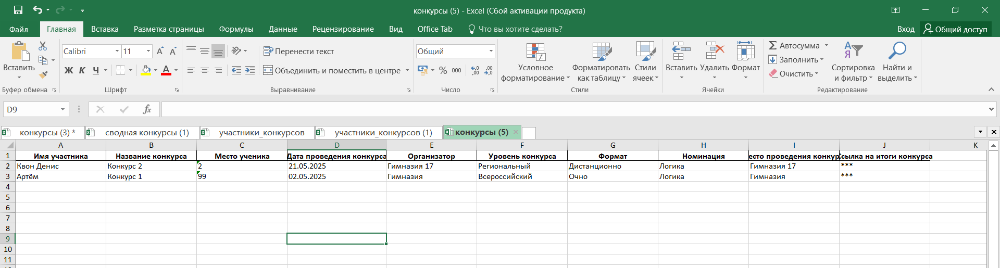 конкурсы (5) - Excel (Сбой активации продукта)
Файл Главная Вставка Разметка страницы Формулы Данные Рецензирование Вид Office Tab Что вы хотите сделать? Вход Общий доступ
Вставить
Буфер обмена
Calibri 11
Ж К Ч А
Шрифт
Перенести текст
Объединить и поместить в центре
Выравнивание
Общий
% 000 ,00
Число
Условное форматирование
Форматировать как таблицу
Стили ячеек
Стили
Вставить Удалить Формат
Ячейки
Автосумма
Заполнить
Очистить
Сортировка и фильтр
Найти и выделить
Редактирование
D9 fx
конкурсы (3) * сводная конкурсы (1) участники_конкурсов участники_конкурсов (1) конкурсы (5)
A B C D E F G H I J K
1 Имя участника Название конкурса Место ученика Дата проведения конкурса Организатор Уровень конкурса Формат Номинация есто проведения конкур Ссылка на итоги конкурса
2 Квон Денис Конкурс 2 2 21.05.2025 Гимназия 17 Региональный Дистанционно Логика Гимназия 17 ***
3 Артём Конкурс 1 99 02.05.2025 Гимназия Всероссийский Очно Логика Гимназия ***
4
5
6
7
8
9
10
11